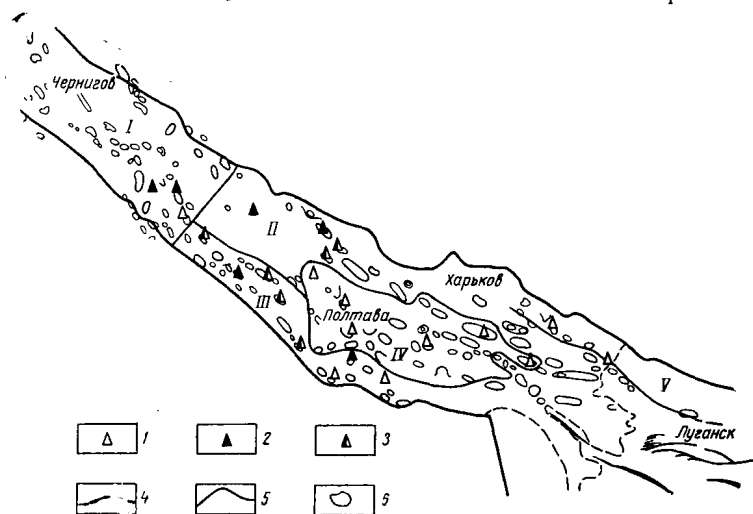 Чернигов
I
II
Харьков
III
Полтава
IV
V
Луганск
1
2
3
4
5
6